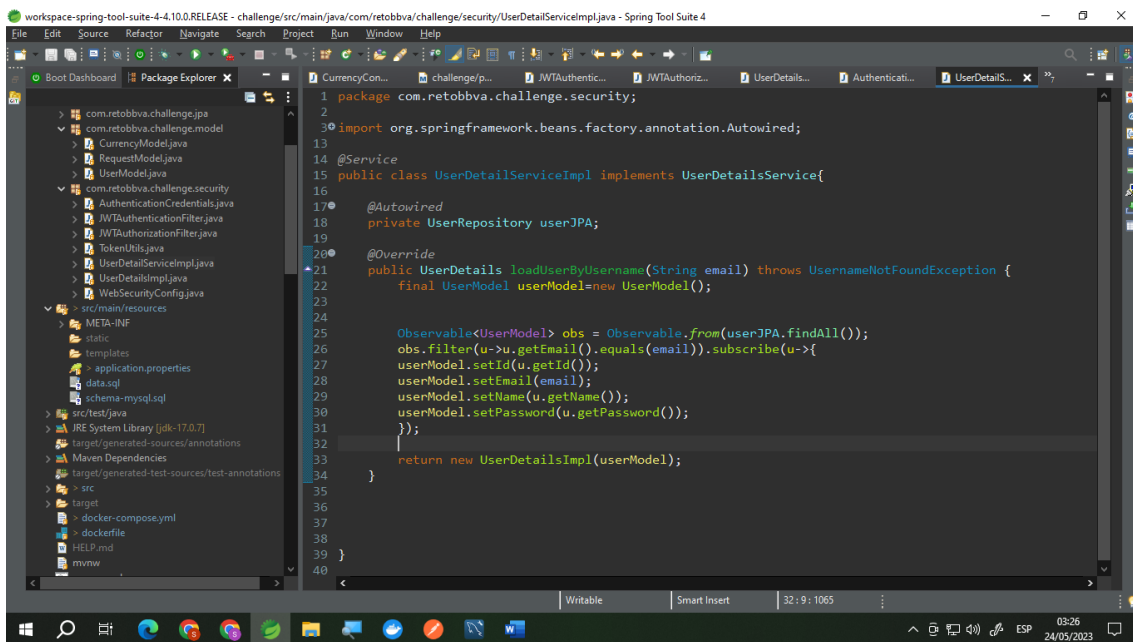 workspace-spring-tool-suite-4-4.10.0.RELEASE - challenge/src/main/java/com/retobbva/challenge/security/UserDetailServiceImpl.java - Spring Tool Suite 4
File Edit Source Refactor Navigate Search Project Run Window Help
Boot Dashboard Package Explorer
CurrencyCon... challenge/p... JWTAuthentic... JWTAuthoriz... UserDetails... Authenticati... UserDetailS... »7
com.retobbva.challenge.jpa
com.retobbva.challenge.model
CurrencyModel.java
RequestModel.java
UserModel.java
com.retobbva.challenge.security
AuthenticationCredentials.java
JWTAuthenticationFilter.java
JWTAuthorizationFilter.java
TokenUtils.java
UserDetailServiceImpl.java
UserDetailsImpl.java
WebSecurityConfig.java
> src/main/resources
META-INF
static
templates
> application.properties
data.sql
schema-mysql.sql
src/test/java
JRE System Library [jdk-17.0.7]
target/generated-sources/annotations
Maven Dependencies
target/generated-test-sources/test-annotations
> src
target
> docker-compose.yml
> dockerfile
HELP.md
mvnw
1 package com.retobbva.challenge.security;
2
3 import org.springframework.beans.factory.annotation.Autowired;
13
14 @Service
15 public class UserDetailServiceImpl implements UserDetailsService{
16
17 @Autowired
18 private UserRepository userJPA;
19
20 @Override
21 public UserDetails loadUserByUsername(String email) throws UsernameNotFoundException {
22 final UserModel userModel=new UserModel();
23
24
25 Observable<UserModel> obs = Observable.from(userJPA.findAll());
26 obs.filter(u->u.getEmail().equals(email)).subscribe(u->{
27 userModel.setId(u.getId());
28 userModel.setEmail(email);
29 userModel.setName(u.getName());
30 userModel.setPassword(u.getPassword());
31 });
32
33 return new UserDetailsImpl(userModel);
34 }
35
36
37
38
39 }
40
Writable Smart Insert 32 : 9 : 1065
ESP 03:26
24/05/2023